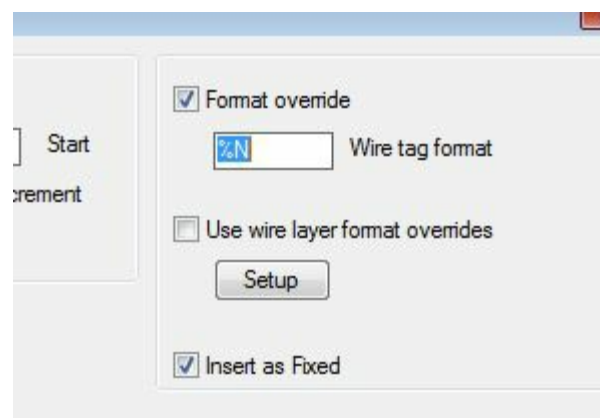 Format override
Start
%N Wire tag format
crement
Use wire layer format overrides
Setup
Insert as Fixed